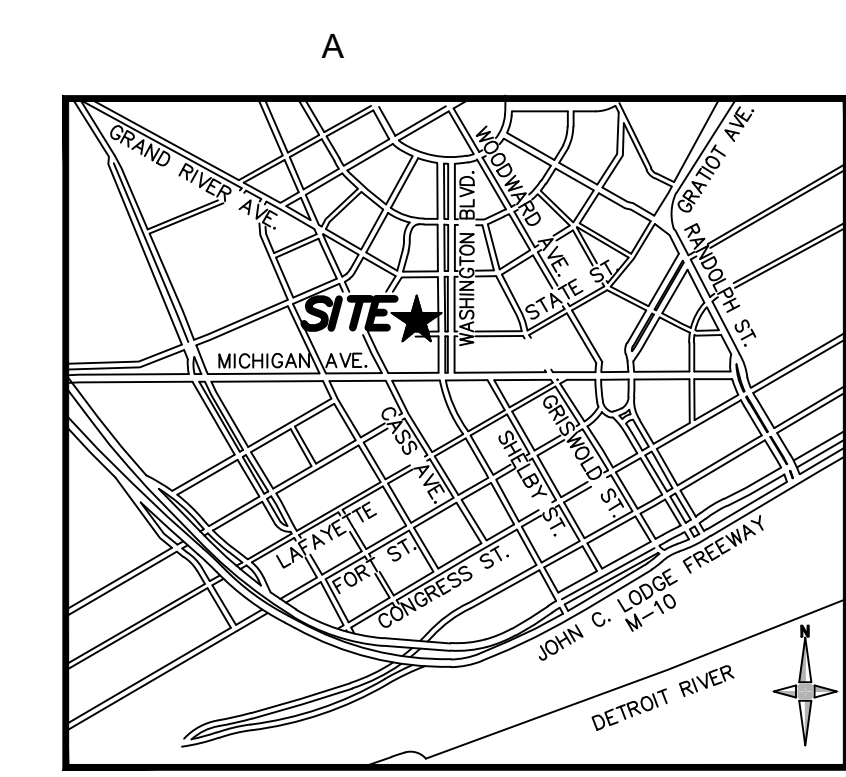 A
GRAND RIVER AVE.
WOODWARD AVE.
GRATIOT AVE.
WASHINGTON BLVD.
RANDOLPH ST.
STATE ST.
SITE
MICHIGAN AVE.
CASS AVE.
SHELBY ST.
GRISWOLD ST.
LAFAYETTE
FORT ST.
CONGRESS ST.
JOHN C. LODGE FREEWAY
M-10
DETROIT RIVER
N